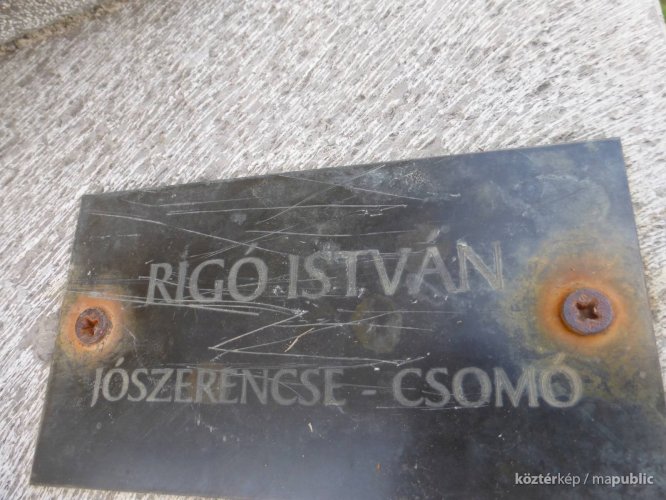 RIGÓ ISTVÁN
JÓSZERENCSE - CSOMÓ
köztérkép / mapublic